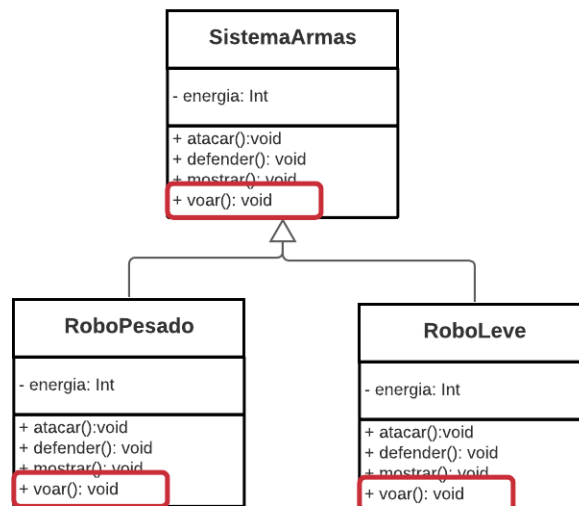 SistemaArmas
- energia: Int
+ atacar():void
+ defender(): void
+ mostrar(): void
+ voar(): void
RoboPesado
- energia: Int
+ atacar():void
+ defender(): void
+ mostrar(): void
+ voar(): void
RoboLeve
- energia: Int
+ atacar():void
+ defender(): void
+ mostrar(): void
+ voar(): void